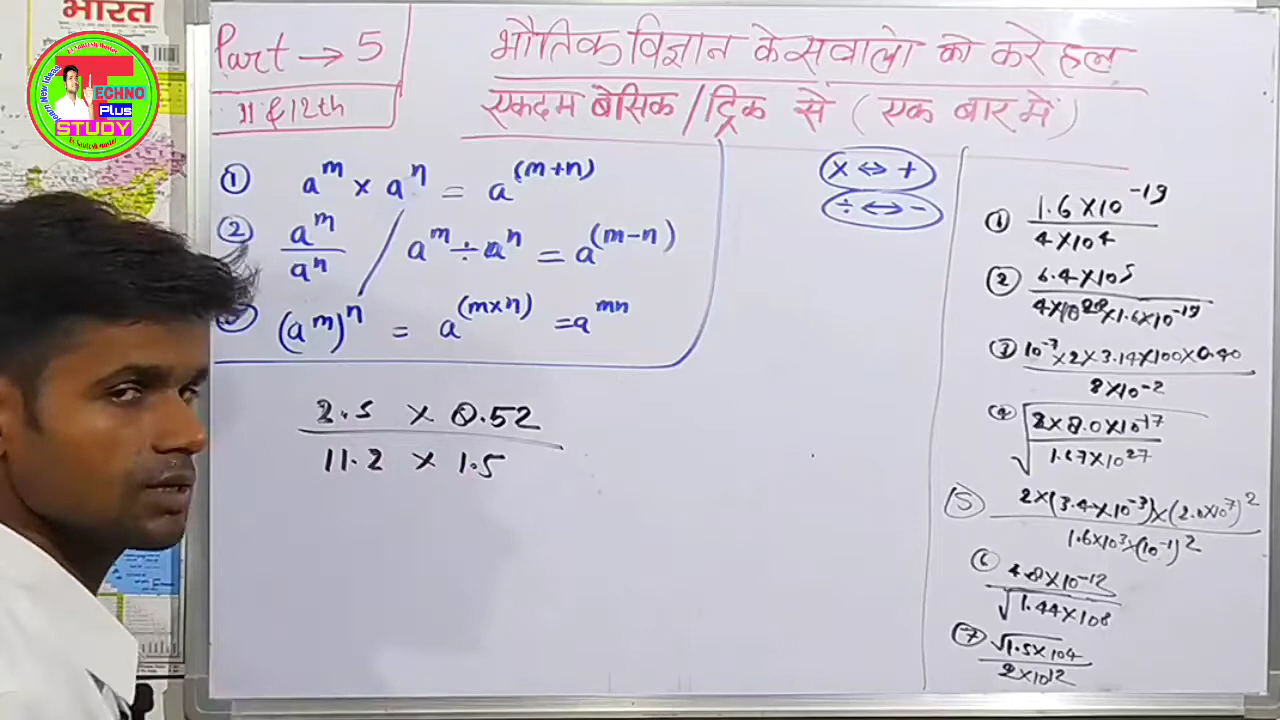 भारत
TECHNO
Plus
STUDY
Part → 5
11 & 12th
भौतिक विज्ञान के सवालो को करे हल
एकदम बेसिक / ट्रिक से ( एक बार मे )
① a^m × a^n = a^(m+n)
② a^m / a^n / a^m ÷ a^n = a^(m-n)
(a^m)^n = a^(m×n) = a^mn
× ↔ +
÷ ↔ -
.5 × 0.52
11.2 × 1.5
① 1.6×10^-19
4×10^4
② 6.4×10^5
4×10^28×1.6×10^-19
③ 10^-7×2×3.14×100×0.40
8×10^-2
④ √2×8.0×10^-17
1.67×10^27
⑤ 2×(3.4×10^-3)×(2.0×10^7)^2
1.6×10^3×(10^-1)^2
⑥ 4.8×10^-12
√1.44×10^8
⑦ √1.5×10^4
2×10^12